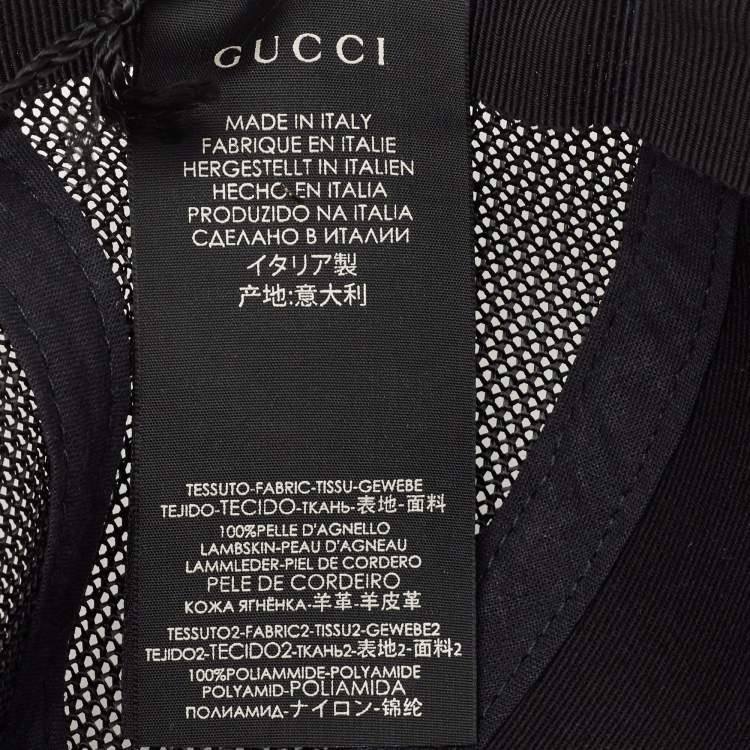 GUCCI
MADE IN ITALY
FABRIQUE EN ITALIE
HERGESTELLT IN ITALIEN
HECHO EN ITALIA
PRODUZIDO NA ITALIA
СДЕЛАНО В ИТАЛИИ
イタリア製
产地:意大利
TESSUTO-FABRIC-TISSU-GEWEBE
TEJIDO-TECIDO-ТКАНЬ-表地-面料
100%PELLE D'AGNELLO
LAMBSKIN-PEAU D'AGNEAU
LAMMLEDER-PIEL DE CORDERO
PELE DE CORDEIRO
КОЖА ЯГНЁНКА-羊革-羊皮革
TESSUTO2-FABRIC2-TISSU2-GEWEBE2
TEJIDO2-TECIDO2-ТКАНЬ2-表地2-面料2
100%POLIAMMIDE-POLYAMIDE
POLYAMID-POLIAMIDA
ПОЛИАМИД-ナイロン-锦纶